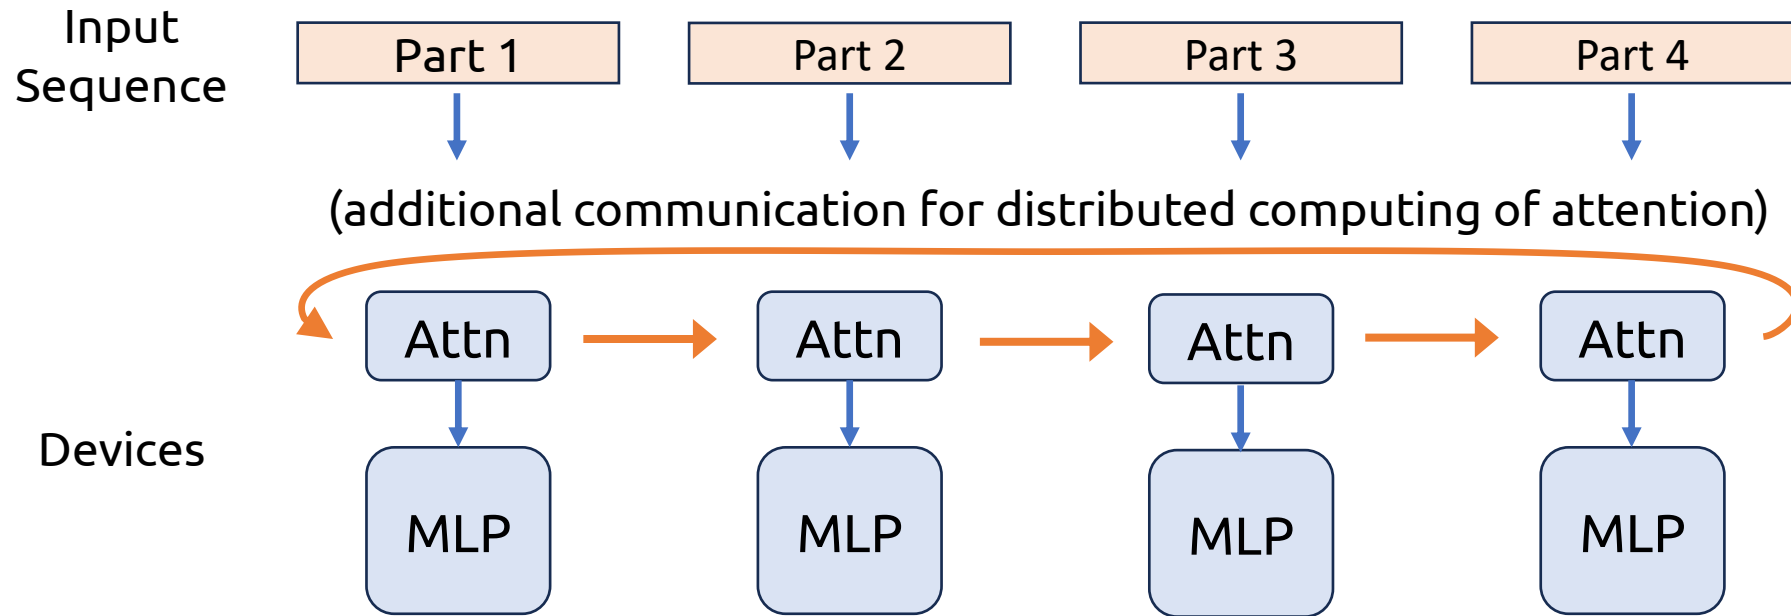 Input
Sequence
Part 1
Part 2
Part 3
Part 4
(additional communication for distributed computing of attention)
Attn
Attn
Attn
Attn
Devices
MLP
MLP
MLP
MLP